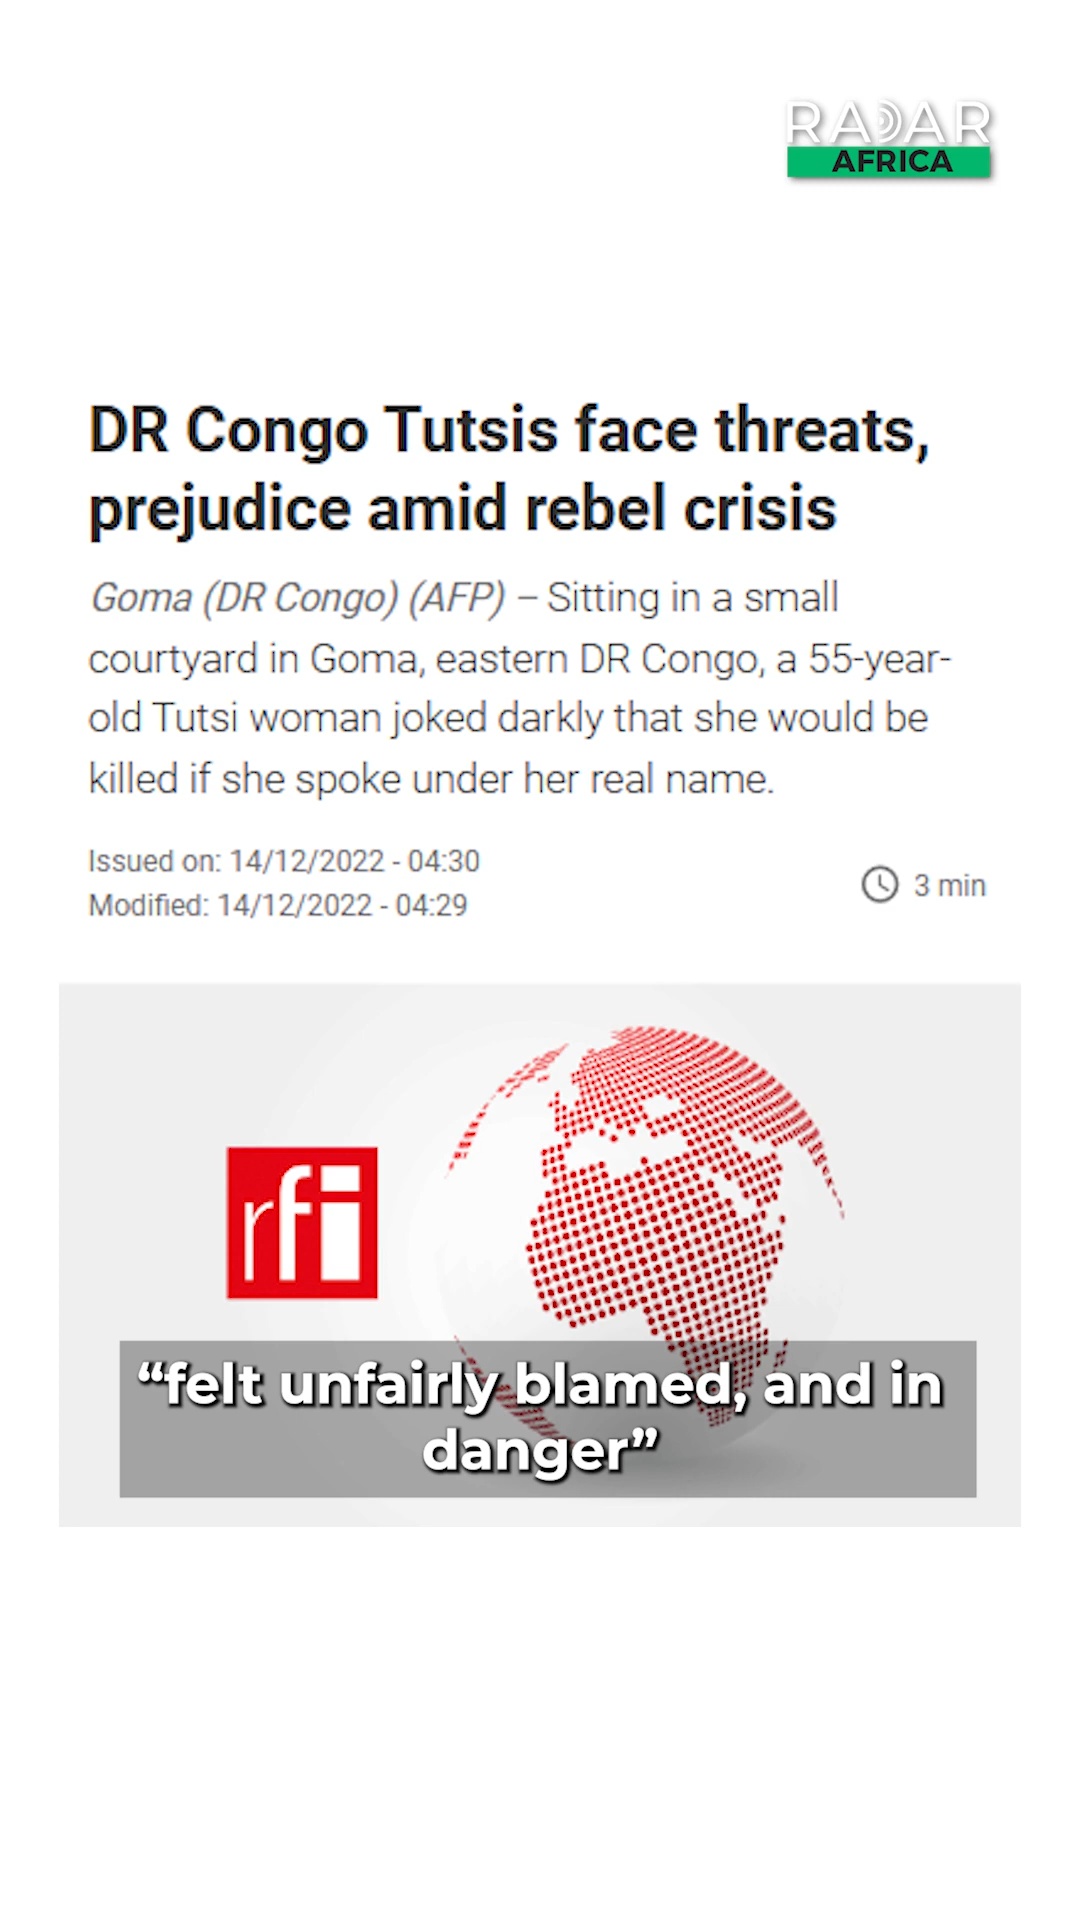 RADAR
AFRICA
DR Congo Tutsis face threats,
prejudice amid rebel crisis
Goma (DR Congo) (AFP) – Sitting in a small
courtyard in Goma, eastern DR Congo, a 55-year-
old Tutsi woman joked darkly that she would be
killed if she spoke under her real name.
Issued on: 14/12/2022 - 04:30
Modified: 14/12/2022 - 04:29
3 min
rfi
“felt unfairly blamed, and in
danger”